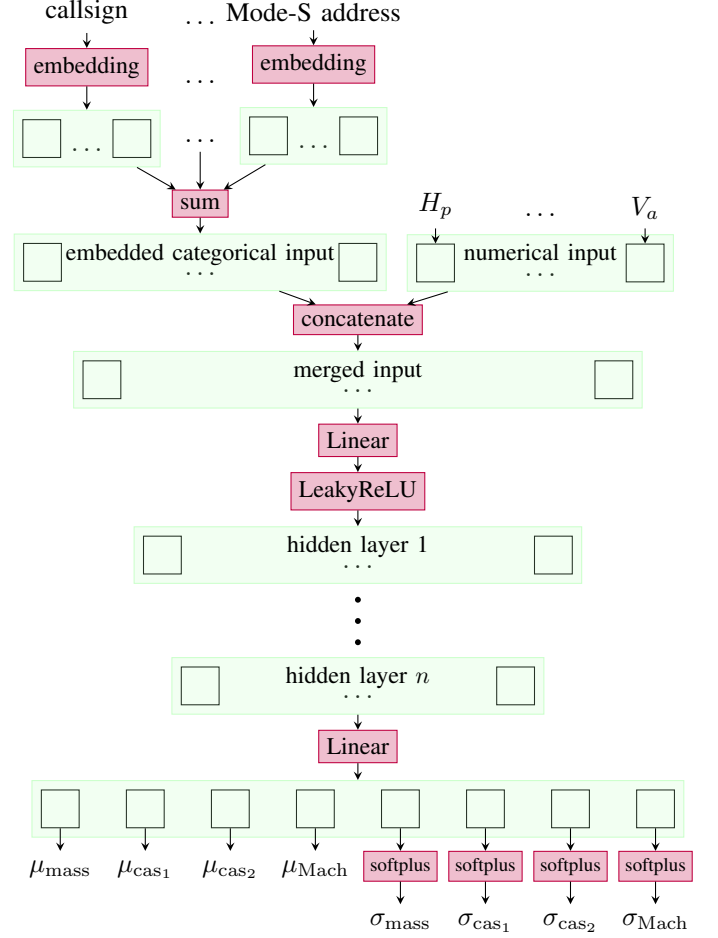 callsign ... Mode-S address
embedding ... embedding
... ... ...
sum
H_p ... V_a
embedded categorical input
...
numerical input
...
concatenate
merged input
...
Linear
LeakyReLU
hidden layer 1
...
hidden layer n
...
Linear
μ_mass μ_cas₁ μ_cas₂ μ_Mach softplus softplus softplus softplus
σ_mass σ_cas₁ σ_cas₂ σ_Mach